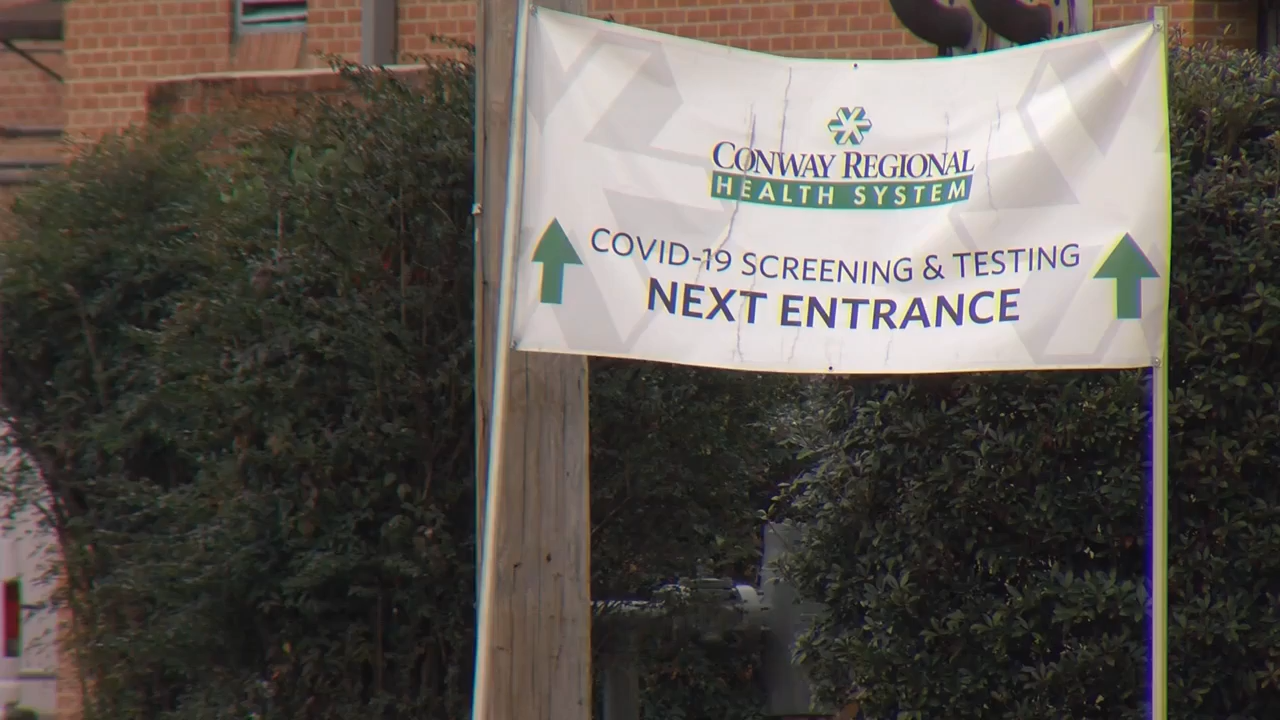 CONWAY REGIONAL
HEALTH SYSTEM
COVID-19 SCREENING & TESTING
NEXT ENTRANCE